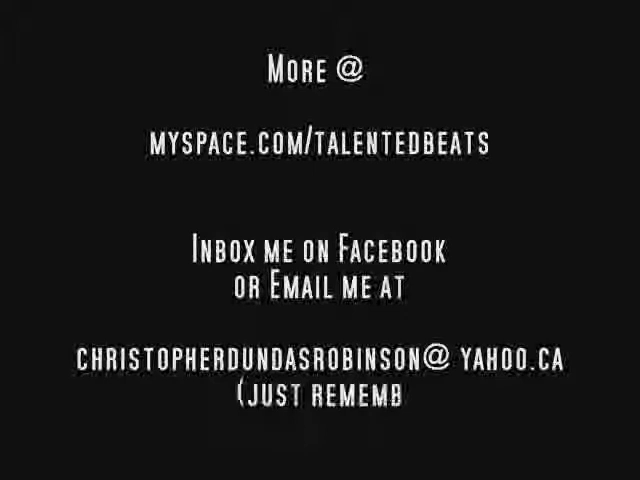 More @
myspace.com/talentedbeats
Inbox me on Facebook
or Email me at
christopherdundasrobinson@ yahoo.ca
(just rememb